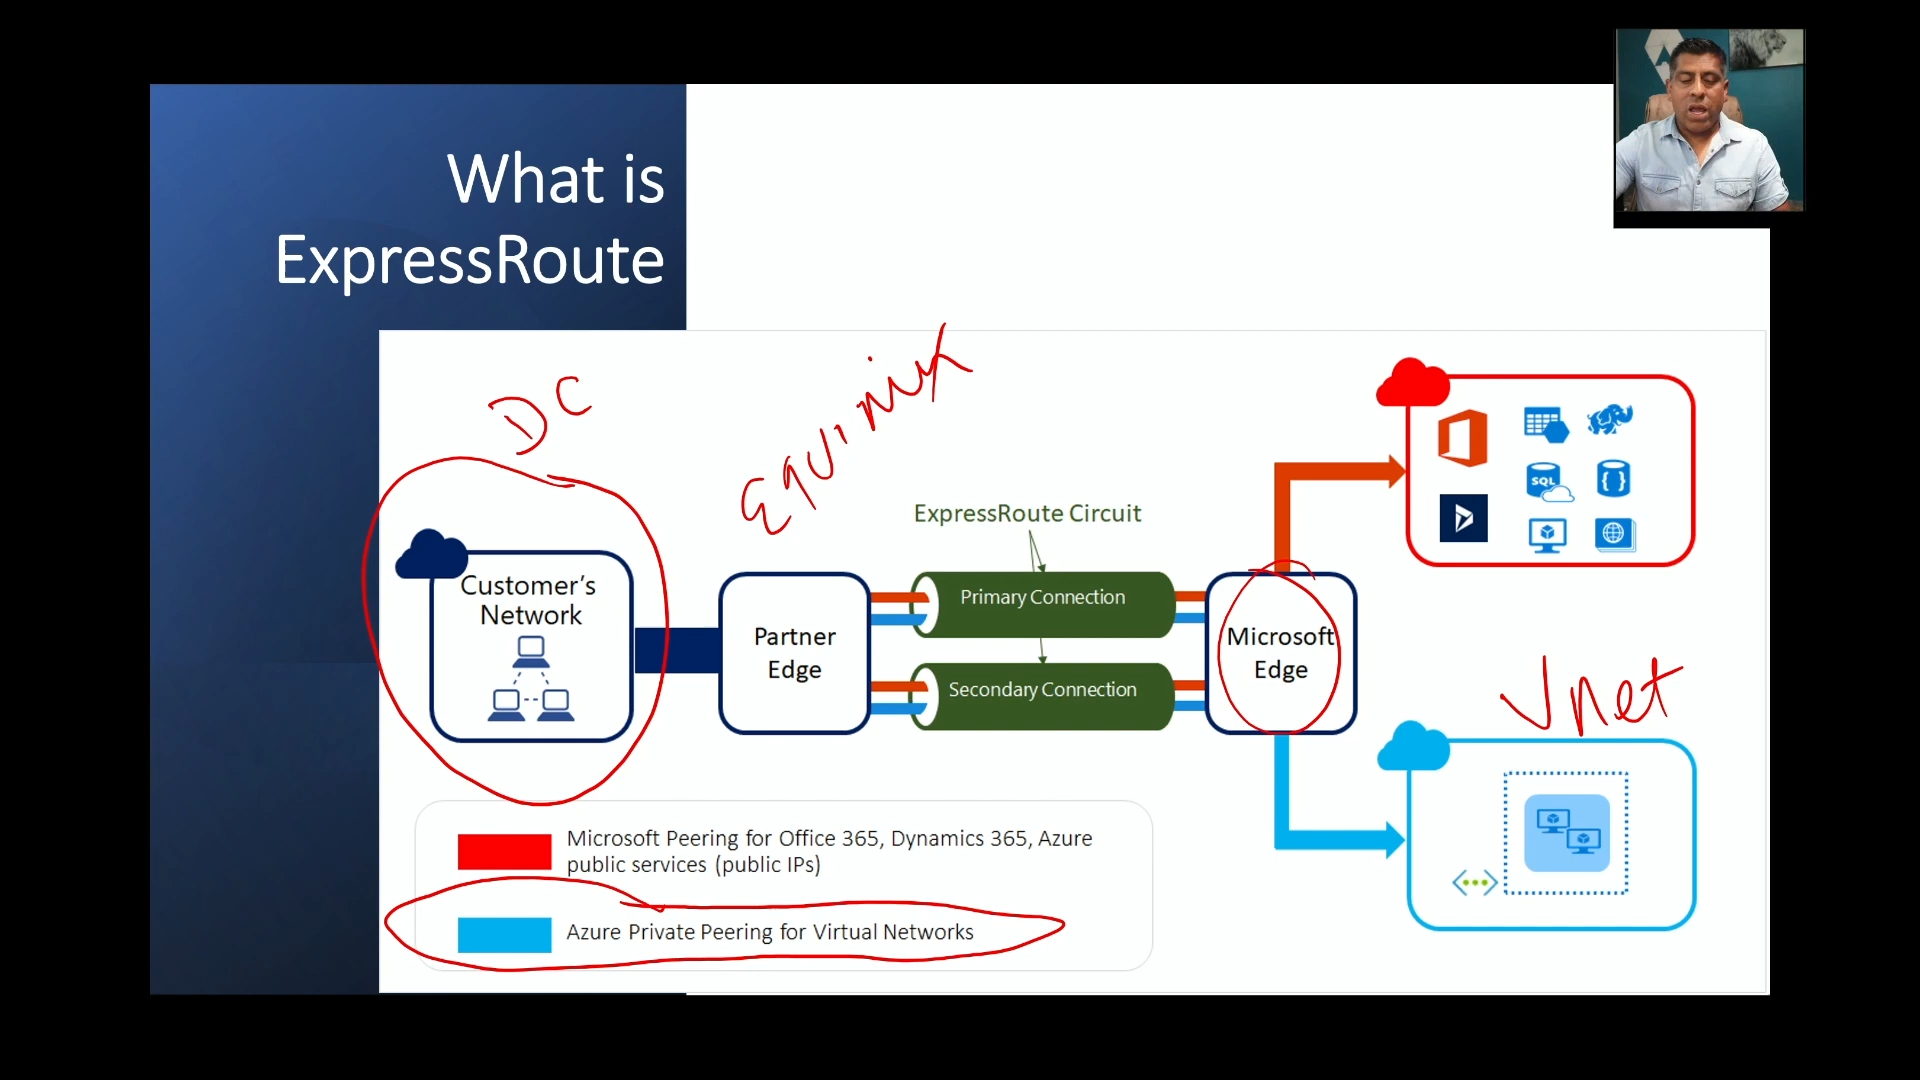 What is
ExpressRoute
DC
Equinix
ExpressRoute Circuit
Customer's
Network
Partner
Edge
Primary Connection
Secondary Connection
Microsoft
Edge
SQL
{ }
Vnet
Microsoft Peering for Office 365, Dynamics 365, Azure
public services (public IPs)
Azure Private Peering for Virtual Networks